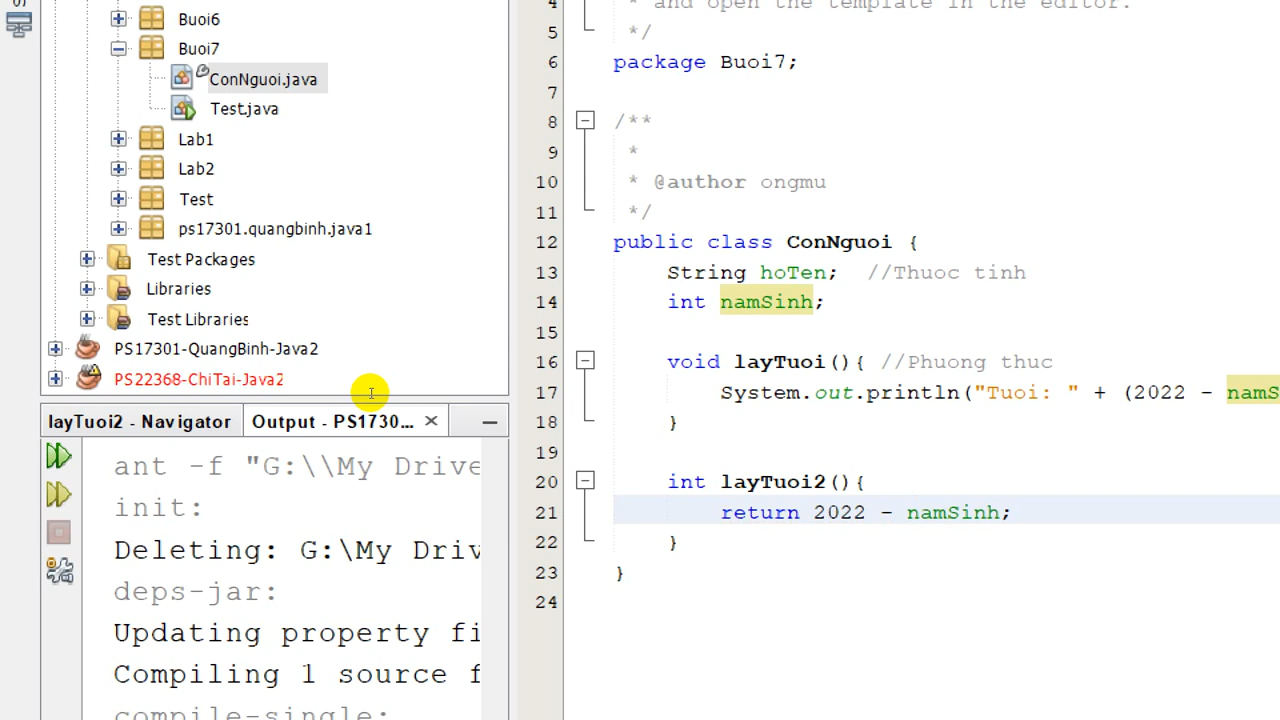 Buoi6
Buoi7
ConNguoi.java
Test.java
Lab1
Lab2
Test
ps17301.quangbinh.java1
Test Packages
Libraries
Test Libraries
PS17301-QuangBinh-Java2
PS22368-ChiTai-Java2
layTuoi2 - Navigator
Output - PS1730...
ant -f "G:\\My Drive
init:
Deleting: G:\My Driv
deps-jar:
Updating property fi
Compiling 1 source f
compile-single:
4 * and open the template in the editor.
5 */
6 package Buoi7;
7
8 /**
9 *
10 * @author ongmu
11 */
12 public class ConNguoi {
13 String hoTen; //Thuoc tinh
14 int namSinh;
15
16 void layTuoi(){ //Phuong thuc
17 System.out.println("Tuoi: " + (2022 - namS
18 }
19
20 int layTuoi2(){
21 return 2022 - namSinh;
22 }
23 }
24